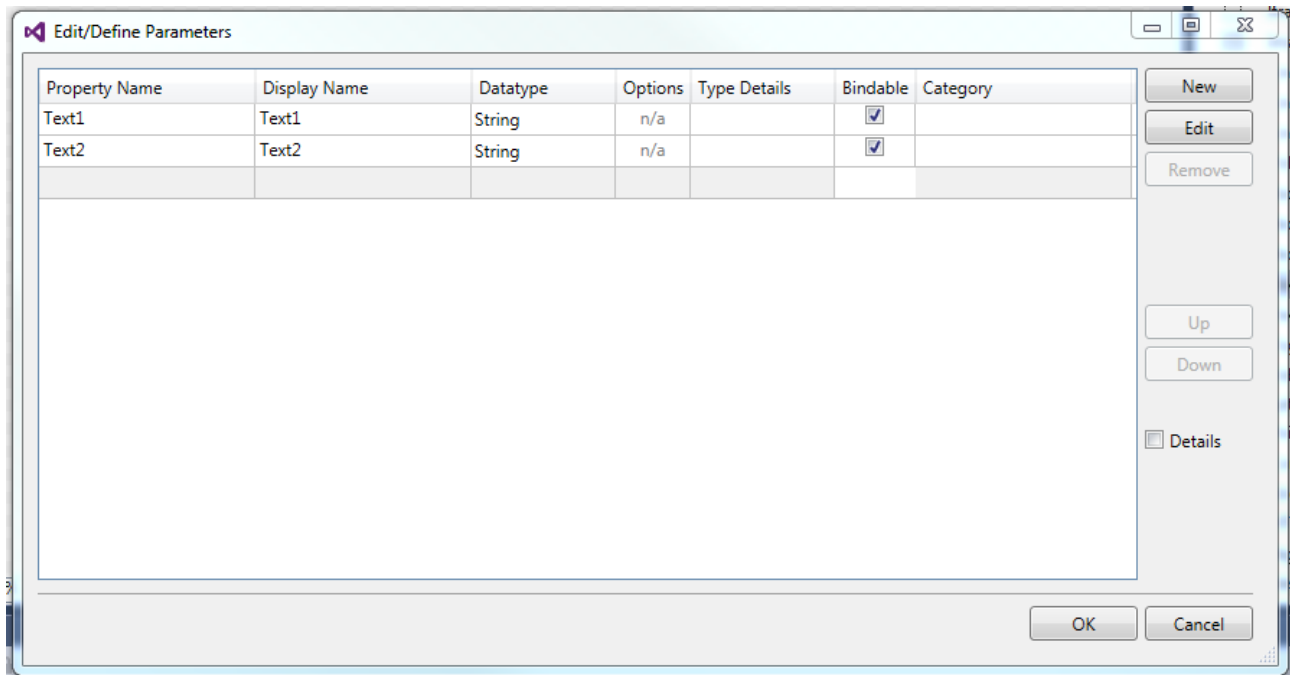 Edit/Define Parameters
Property Name Display Name Datatype Options Type Details Bindable Category
Text1 Text1 String n/a
Text2 Text2 String n/a
New
Edit
Remove
Up
Down
Details
OK Cancel